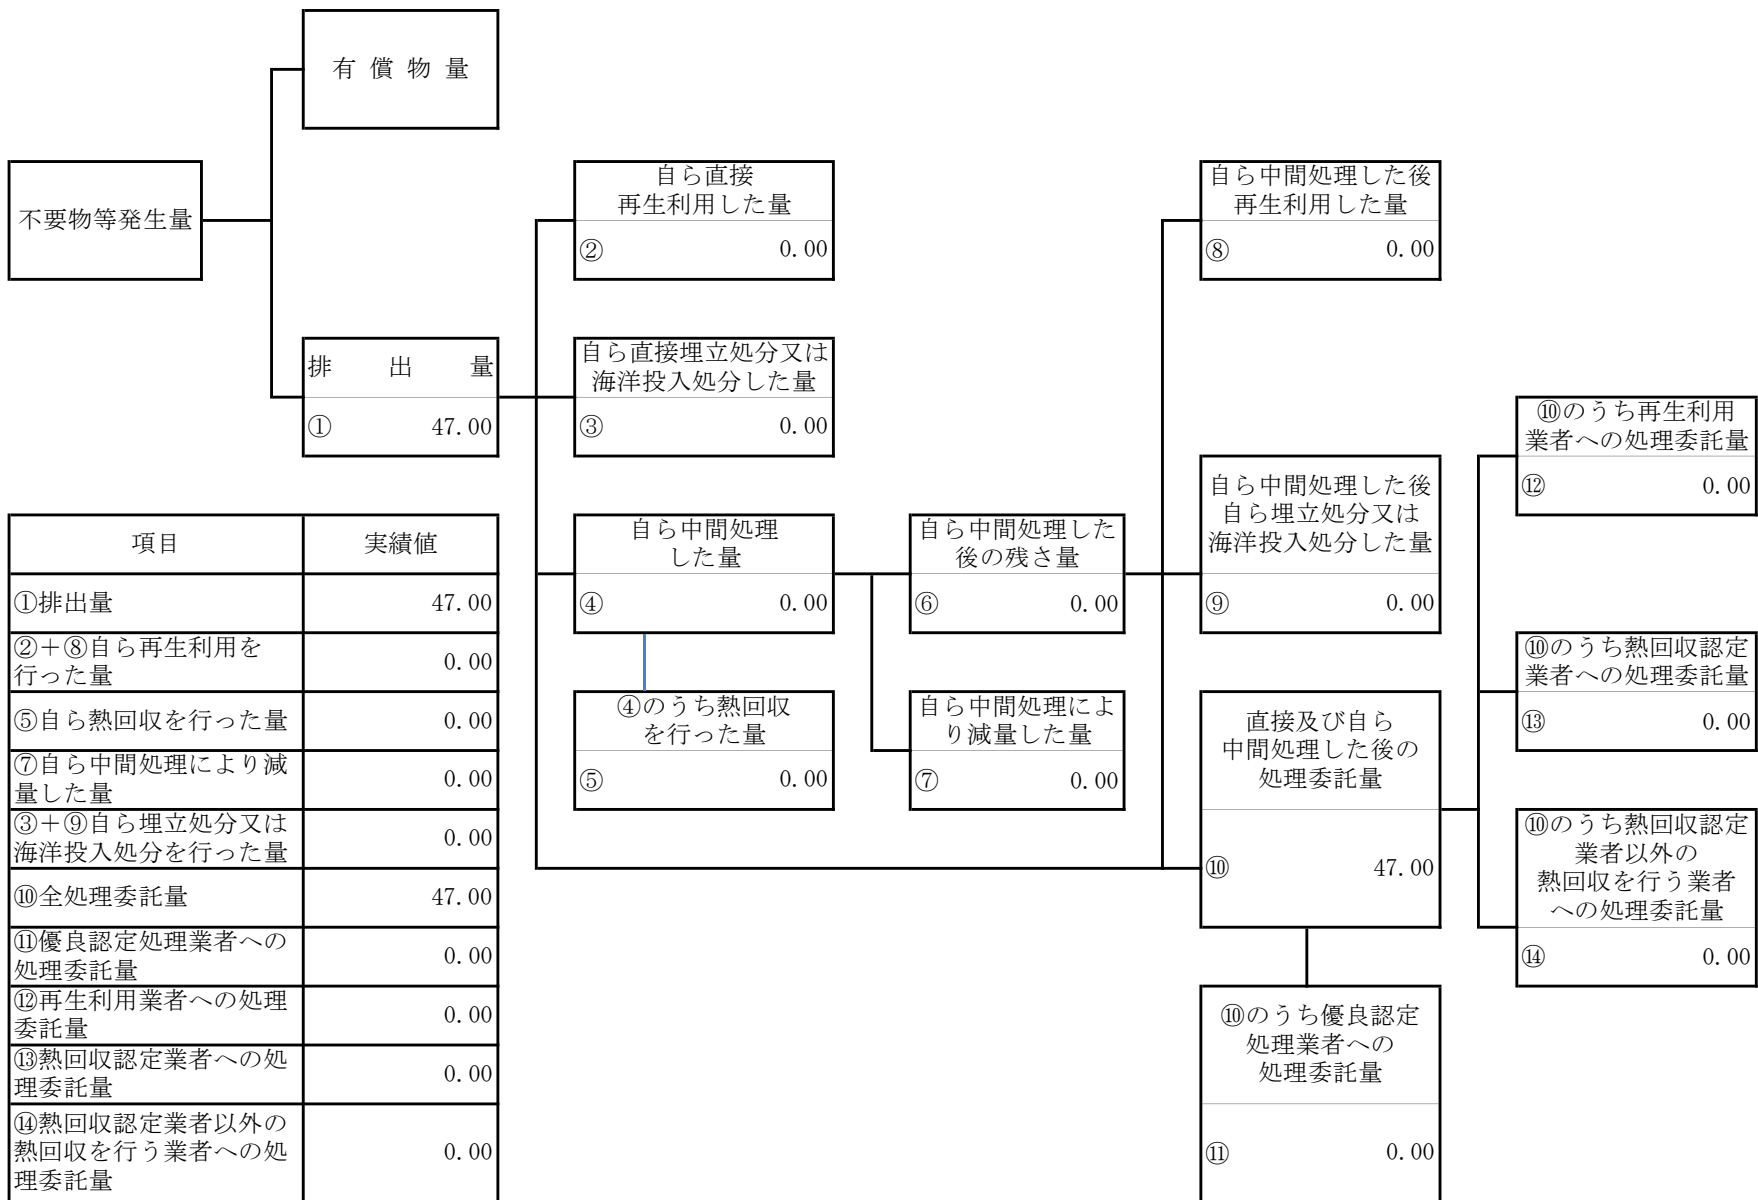 有償物量
不要物等発生量
自ら直接
再生利用した量
② 0.00
自ら中間処理した後
再生利用した量
⑧ 0.00
排出量
① 47.00
自ら直接埋立処分又は
海洋投入処分した量
③ 0.00
⑩のうち再生利用
業者への処理委託量
⑫ 0.00
自ら中間処理した後
自ら埋立処分又は
海洋投入処分した量
⑨ 0.00
自ら中間処理
した量
④ 0.00
自ら中間処理した
後の残さ量
⑥ 0.00
⑩のうち熱回収認定
業者への処理委託量
⑬ 0.00
④のうち熱回収
を行った量
⑤ 0.00
自ら中間処理によ
り減量した量
⑦ 0.00
直接及び自ら
中間処理した後の
処理委託量
⑩ 47.00
⑩のうち熱回収認定
業者以外の
熱回収を行う業者
への処理委託量
⑭ 0.00
⑩のうち優良認定
処理業者への
処理委託量
⑪ 0.00
項目 実績値
①排出量 47.00
②＋⑧自ら再生利用を
行った量 0.00
⑤自ら熱回収を行った量 0.00
⑦自ら中間処理により減
量した量 0.00
③＋⑨自ら埋立処分又は
海洋投入処分を行った量 0.00
⑩全処理委託量 47.00
⑪優良認定処理業者への
処理委託量 0.00
⑫再生利用業者への処理
委託量 0.00
⑬熱回収認定業者への処
理委託量 0.00
⑭熱回収認定業者以外の
熱回収を行う業者への処
理委託量 0.00